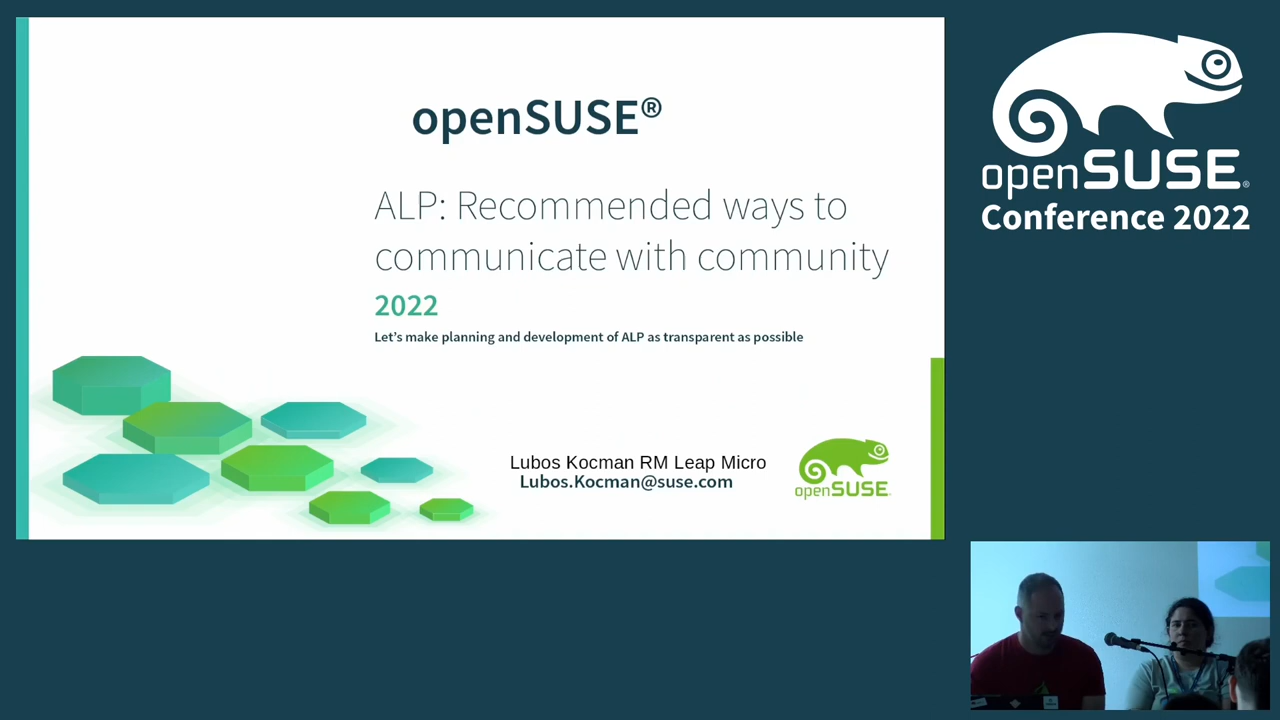 openSUSE®
ALP: Recommended ways to
communicate with community
2022
Let's make planning and development of ALP as transparent as possible
Lubos Kocman RM Leap Micro
Lubos.Kocman@suse.com
openSUSE.
openSUSE®
Conference 2022